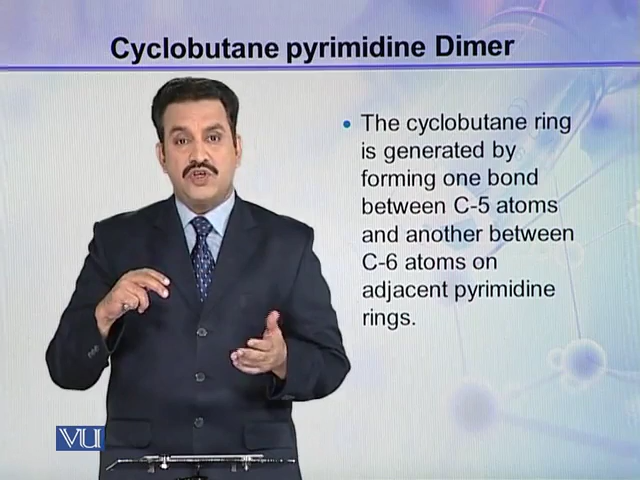 Cyclobutane pyrimidine Dimer
• The cyclobutane ring
is generated by
forming one bond
between C-5 atoms
and another between
C-6 atoms on
adjacent pyrimidine
rings.
VU